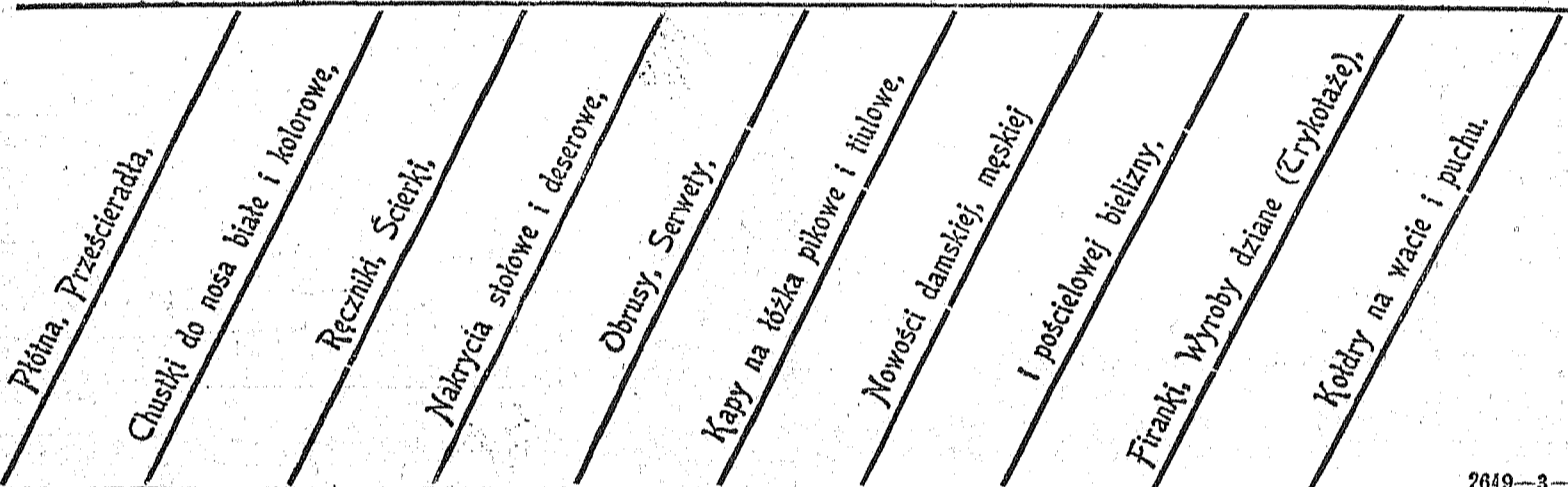 Płótna, Prześcieradła,
Chustki do nosa białe i kolorowe,
Ręczniki, Ścierki,
Nakrycia stołowe i deserowe,
Obrusy, Serwety,
Kapy na łóżka pikowe i tiulowe,
Nowości damskiej, męskiej
i pościelowej bielizny,
Firanki, Wyroby dziane (Trykotaże),
Kołdry na wacie i puchu.
2649—3—